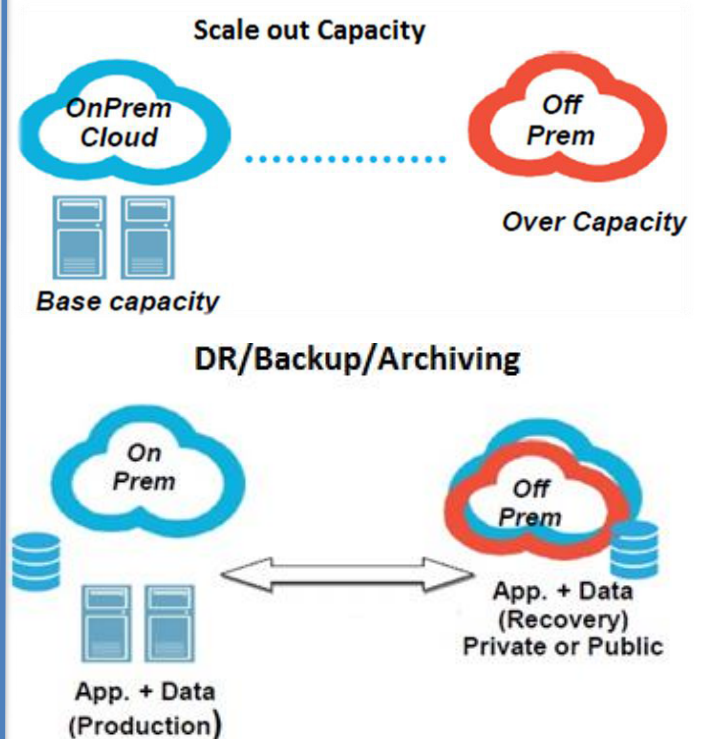 Scale out Capacity
OnPrem
Cloud
Off
Prem
Over Capacity
Base capacity
DR/Backup/Archiving
On
Prem
Off
Prem
App. + Data
(Recovery)
Private or Public
App. + Data
(Production)